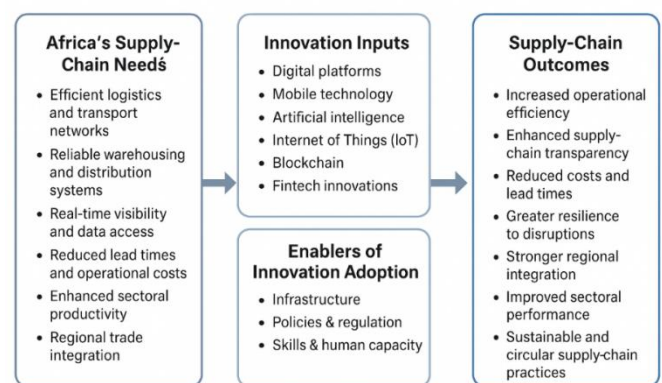 Africa's Supply-
Chain Needś
• Efficient logistics
and transport
networks
• Reliable warehousing
and distribution
systems
• Real-time visibility
and data access
• Reduced lead times
and operational costs
• Enhanced sectoral
productivity
• Regional trade
integration
Innovation Inputs
• Digital platforms
• Mobile technology
• Artificial intelligence
• Internet of Things (IoT)
• Blockchain
• Fintech innovations
Enablers of
Innovation Adoption
• Infrastructure
• Policies & regulation
• Skills & human capacity
Supply-Chain
Outcomes
• Increased operational
efficiency
• Enhanced supply-
chain transparency
• Reduced costs and
lead times
• Greater resilience
to disruptions
• Stronger regional
integration
• Improved sectoral
performance
• Sustainable and
circular supply-chain
practices